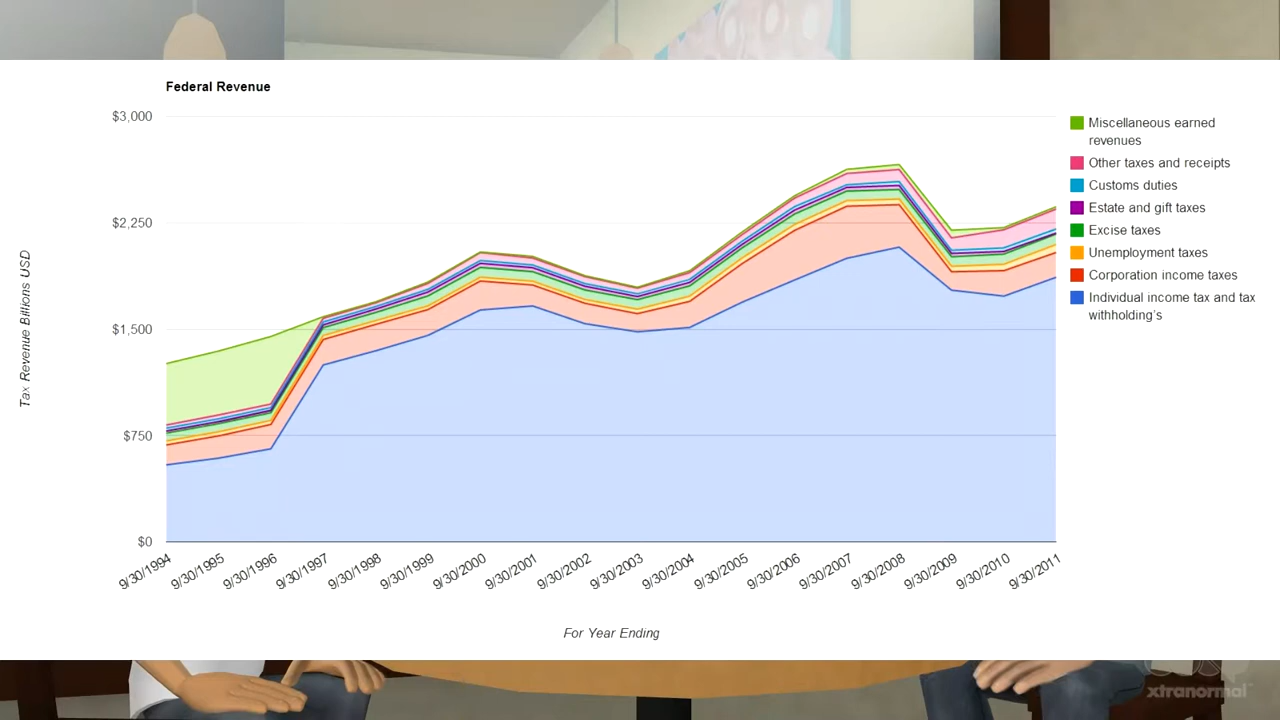 Federal Revenue
$3,000
$2,250
$1,500
$750
$0
Tax Revenue Billions USD
9/30/1994
9/30/1995
9/30/1996
9/30/1997
9/30/1998
9/30/1999
9/30/2000
9/30/2001
9/30/2002
9/30/2003
9/30/2004
9/30/2005
9/30/2006
9/30/2007
9/30/2008
9/30/2009
9/30/2010
9/30/2011
For Year Ending
Miscellaneous earned
revenues
Other taxes and receipts
Customs duties
Estate and gift taxes
Excise taxes
Unemployment taxes
Corporation income taxes
Individual income tax and tax
withholding's
xtranormal